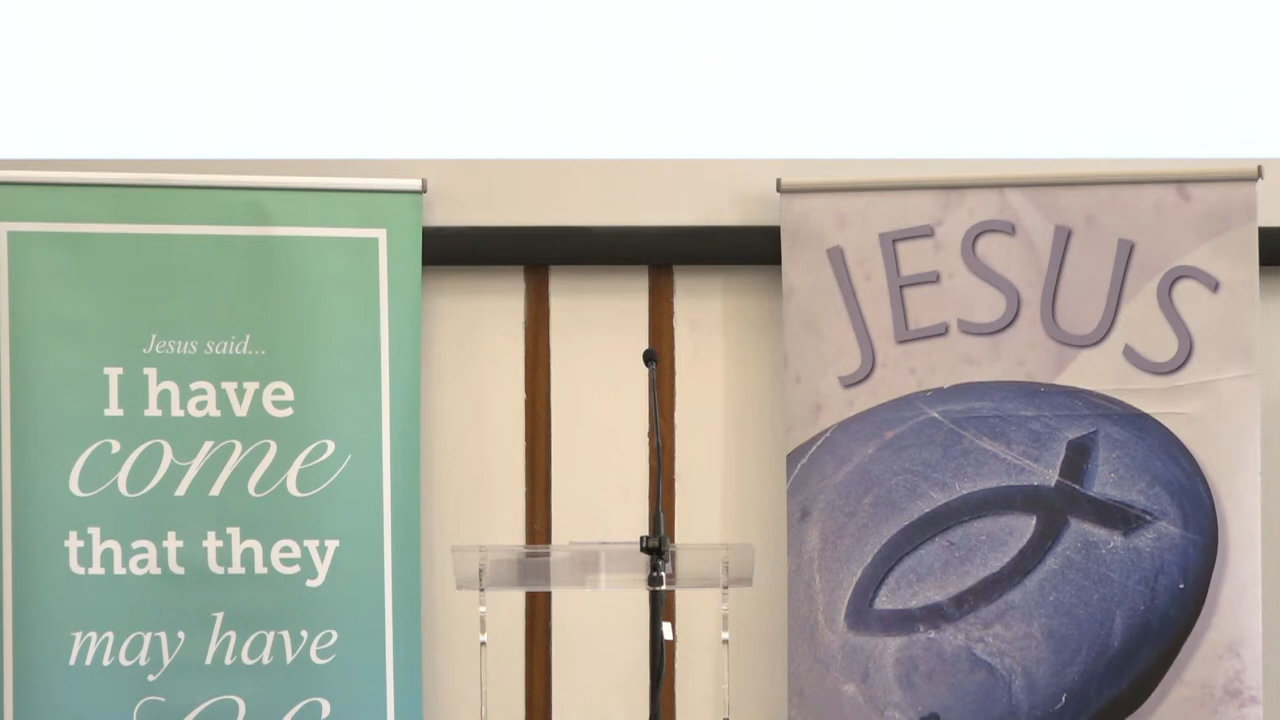 Jesus said...
I have
come
that they
may have
JESUS